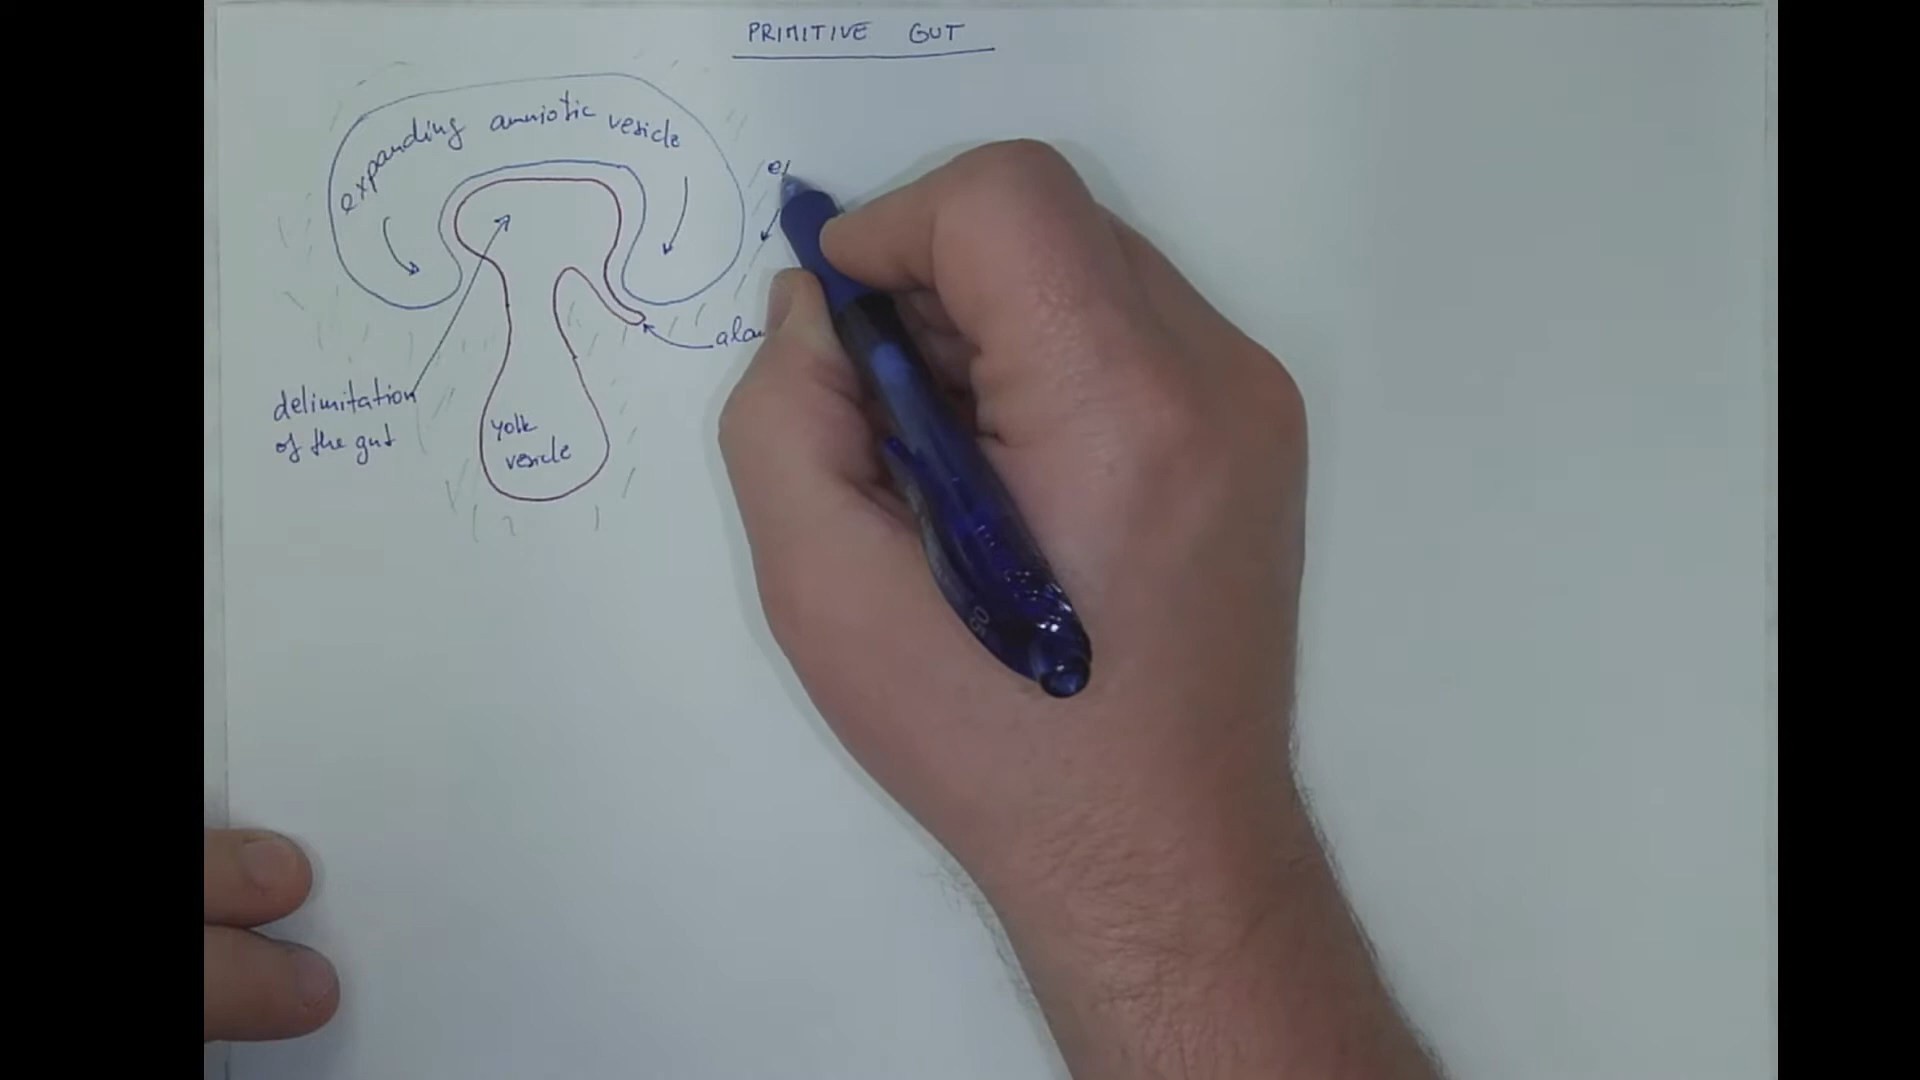 PRIMITIVE GUT
expanding amniotic vesicle
delimitation
of the gut
yolk
vesicle